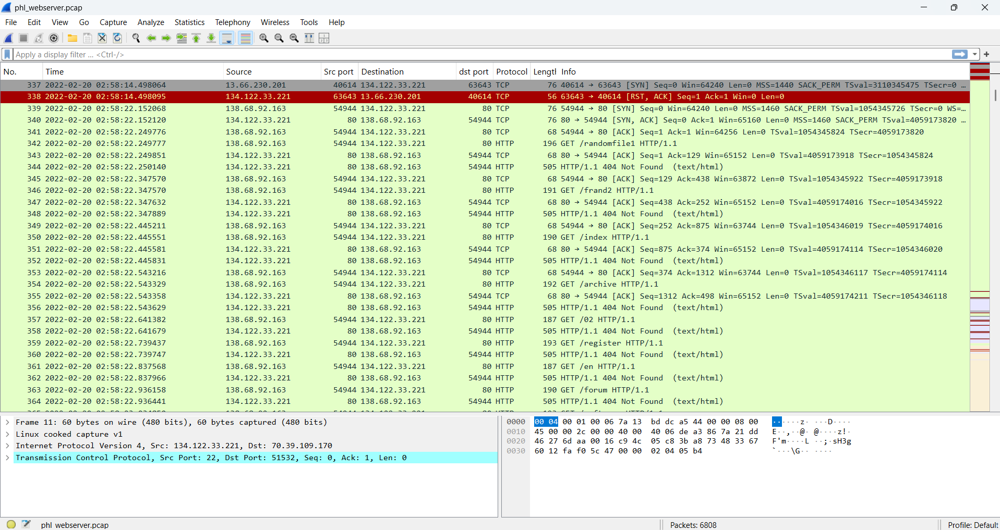 phl_webserver.pcap
File Edit View Go Capture Analyze Statistics Telephony Wireless Tools Help
Apply a display filter ... <Ctrl-/>
No. Time Source Src port Destination dst port Protocol Lengtl Info
337 2022-02-20 02:58:14.498064 13.66.230.201 40614 134.122.33.221 63643 TCP 76 40614 → 63643 [SYN] Seq=0 Win=64240 Len=0 MSS=1440 SACK_PERM TSval=3110345475 TSecr=0 …
338 2022-02-20 02:58:14.498095 134.122.33.221 63643 13.66.230.201 40614 TCP 56 63643 → 40614 [RST, ACK] Seq=1 Ack=1 Win=0 Len=0
339 2022-02-20 02:58:22.152068 138.68.92.163 54944 134.122.33.221 80 TCP 76 54944 → 80 [SYN] Seq=0 Win=64240 Len=0 MSS=1460 SACK_PERM TSval=1054345726 TSecr=0 WS=…
340 2022-02-20 02:58:22.152120 134.122.33.221 80 138.68.92.163 54944 TCP 76 80 → 54944 [SYN, ACK] Seq=0 Ack=1 Win=65160 Len=0 MSS=1460 SACK_PERM TSval=4059173820 …
341 2022-02-20 02:58:22.249776 138.68.92.163 54944 134.122.33.221 80 TCP 68 54944 → 80 [ACK] Seq=1 Ack=1 Win=64256 Len=0 TSval=1054345824 TSecr=4059173820
342 2022-02-20 02:58:22.249777 138.68.92.163 54944 134.122.33.221 80 HTTP 196 GET /randomfile1 HTTP/1.1
343 2022-02-20 02:58:22.249851 134.122.33.221 80 138.68.92.163 54944 TCP 68 80 → 54944 [ACK] Seq=1 Ack=129 Win=65152 Len=0 TSval=4059173918 TSecr=1054345824
344 2022-02-20 02:58:22.250140 134.122.33.221 80 138.68.92.163 54944 HTTP 505 HTTP/1.1 404 Not Found (text/html)
345 2022-02-20 02:58:22.347570 138.68.92.163 54944 134.122.33.221 80 TCP 68 54944 → 80 [ACK] Seq=129 Ack=438 Win=63872 Len=0 TSval=1054345922 TSecr=4059173918
346 2022-02-20 02:58:22.347570 138.68.92.163 54944 134.122.33.221 80 HTTP 191 GET /frand2 HTTP/1.1
347 2022-02-20 02:58:22.347632 134.122.33.221 80 138.68.92.163 54944 TCP 68 80 → 54944 [ACK] Seq=438 Ack=252 Win=65152 Len=0 TSval=4059174016 TSecr=1054345922
348 2022-02-20 02:58:22.347889 134.122.33.221 80 138.68.92.163 54944 HTTP 505 HTTP/1.1 404 Not Found (text/html)
349 2022-02-20 02:58:22.445211 138.68.92.163 54944 134.122.33.221 80 TCP 68 54944 → 80 [ACK] Seq=252 Ack=875 Win=63744 Len=0 TSval=1054346019 TSecr=4059174016
350 2022-02-20 02:58:22.445551 138.68.92.163 54944 134.122.33.221 80 HTTP 190 GET /index HTTP/1.1
351 2022-02-20 02:58:22.445581 134.122.33.221 80 138.68.92.163 54944 TCP 68 80 → 54944 [ACK] Seq=875 Ack=374 Win=65152 Len=0 TSval=4059174114 TSecr=1054346020
352 2022-02-20 02:58:22.445831 134.122.33.221 80 138.68.92.163 54944 HTTP 505 HTTP/1.1 404 Not Found (text/html)
353 2022-02-20 02:58:22.543216 138.68.92.163 54944 134.122.33.221 80 TCP 68 54944 → 80 [ACK] Seq=374 Ack=1312 Win=63744 Len=0 TSval=1054346117 TSecr=4059174114
354 2022-02-20 02:58:22.543329 138.68.92.163 54944 134.122.33.221 80 HTTP 192 GET /archive HTTP/1.1
355 2022-02-20 02:58:22.543358 134.122.33.221 80 138.68.92.163 54944 TCP 68 80 → 54944 [ACK] Seq=1312 Ack=498 Win=65152 Len=0 TSval=4059174211 TSecr=1054346118
356 2022-02-20 02:58:22.543629 134.122.33.221 80 138.68.92.163 54944 HTTP 505 HTTP/1.1 404 Not Found (text/html)
357 2022-02-20 02:58:22.641382 138.68.92.163 54944 134.122.33.221 80 HTTP 187 GET /02 HTTP/1.1
358 2022-02-20 02:58:22.641679 134.122.33.221 80 138.68.92.163 54944 HTTP 505 HTTP/1.1 404 Not Found (text/html)
359 2022-02-20 02:58:22.739437 138.68.92.163 54944 134.122.33.221 80 HTTP 193 GET /register HTTP/1.1
360 2022-02-20 02:58:22.739747 134.122.33.221 80 138.68.92.163 54944 HTTP 505 HTTP/1.1 404 Not Found (text/html)
361 2022-02-20 02:58:22.837568 138.68.92.163 54944 134.122.33.221 80 HTTP 187 GET /en HTTP/1.1
362 2022-02-20 02:58:22.837966 134.122.33.221 80 138.68.92.163 54944 HTTP 505 HTTP/1.1 404 Not Found (text/html)
363 2022-02-20 02:58:22.936158 138.68.92.163 54944 134.122.33.221 80 HTTP 190 GET /forum HTTP/1.1
364 2022-02-20 02:58:22.936441 134.122.33.221 80 138.68.92.163 54944 HTTP 505 HTTP/1.1 404 Not Found (text/html)
Frame 11: 60 bytes on wire (480 bits), 60 bytes captured (480 bits)
Linux cooked capture v1
Internet Protocol Version 4, Src: 134.122.33.221, Dst: 70.39.109.170
Transmission Control Protocol, Src Port: 22, Dst Port: 51532, Seq: 0, Ack: 1, Len: 0
0000 00 04 00 01 00 06 7a 13 bd dc a5 44 00 00 08 00 ······z· ···D····
0010 45 00 00 2c 00 00 40 00 40 06 de a3 86 7a 21 dd E··,··@· @····z!·
0020 46 27 6d aa 00 16 c9 4c 05 c8 3b a8 73 48 33 67 F'm····L ··;·sH3g
0030 60 12 fa f0 5c 47 00 00 02 04 05 b4 `···\G·· ····
phl_webserver.pcap
Packets: 6808
Profile: Default